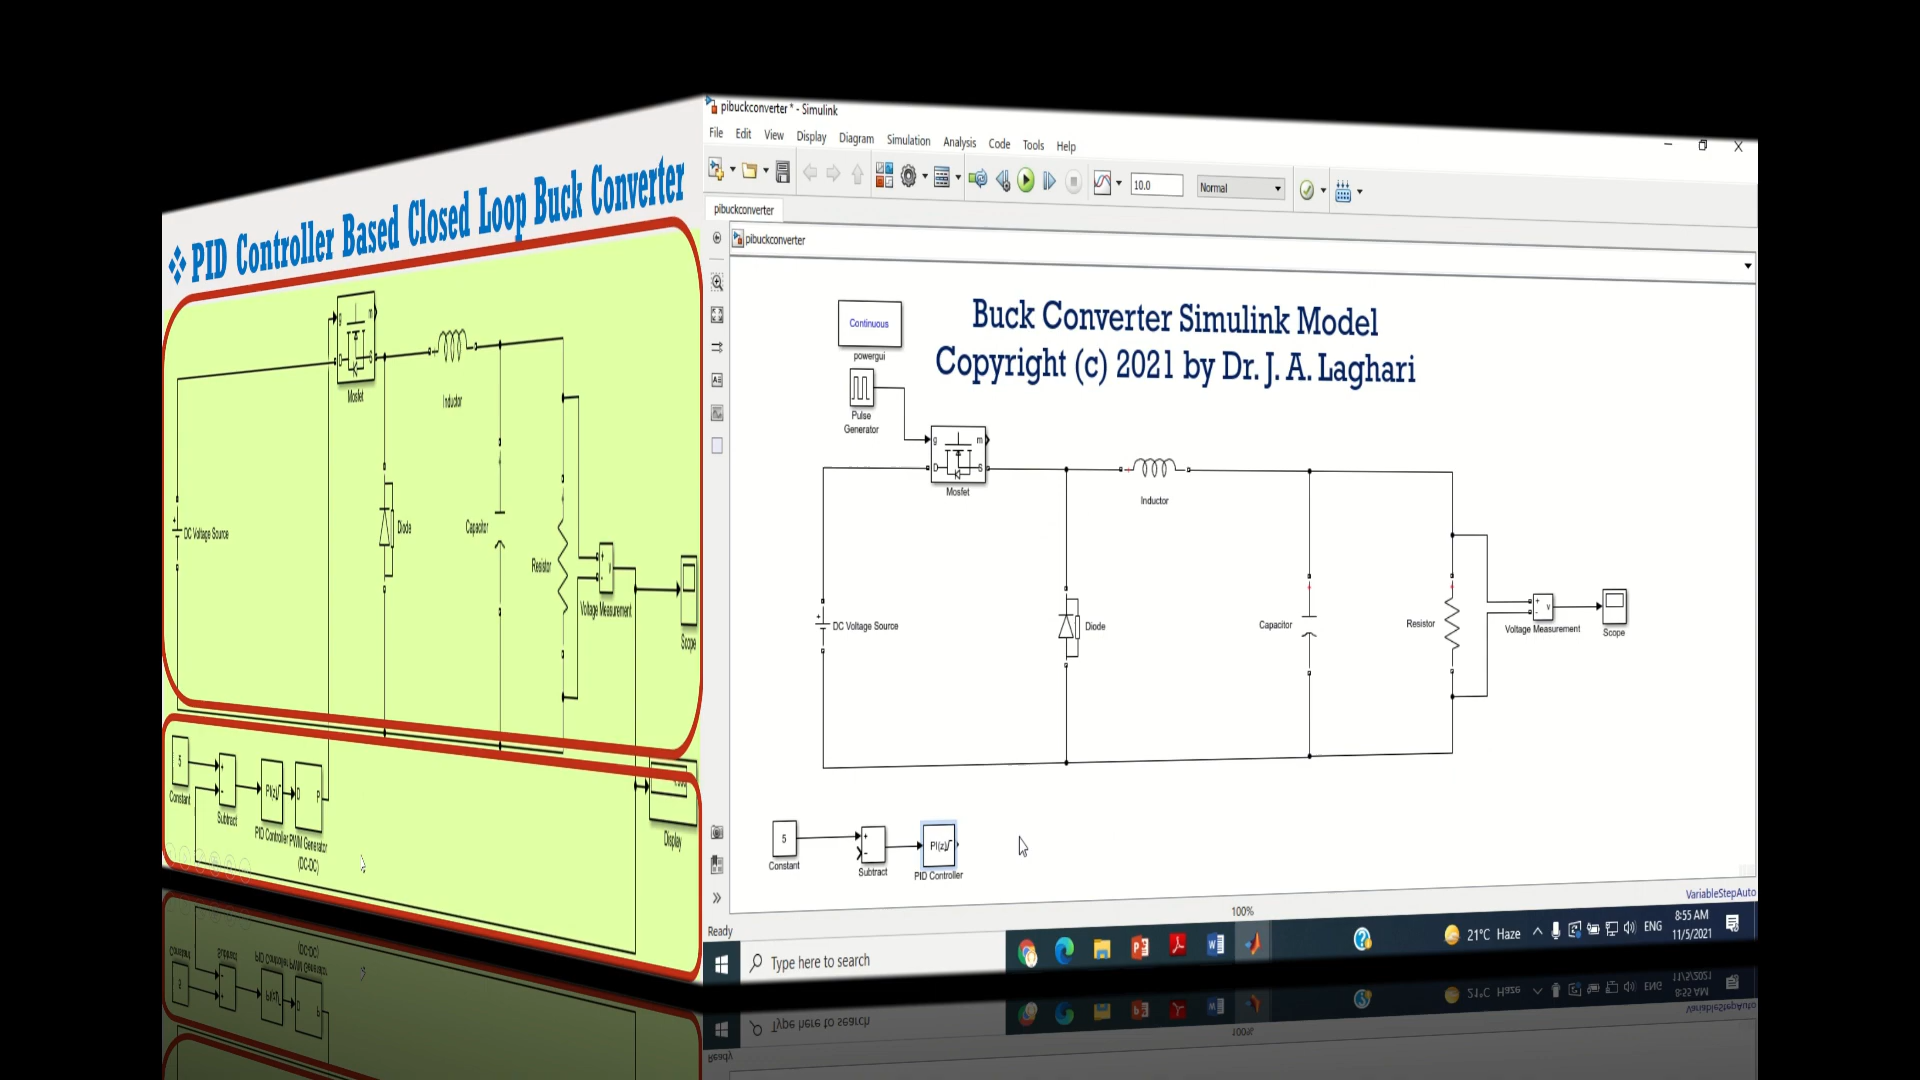 ❖ PID Controller Based Closed Loop Buck Converter
g
m
D
S
Mosfet
Inductor
DC Voltage Source
Diode
Capacitor
Resistor
+
-
v
Voltage Measurement
Scope
5
Constant
+
-
Subtract
PI(z)
PID Controller
D
P
PWM Generator
(DC-DC)
Display
pibuckconverter * - Simulink
File Edit View Display Diagram Simulation Analysis Code Tools Help
10.0
Normal
pibuckconverter
pibuckconverter
Continuous
powergui
Buck Converter Simulink Model
Copyright (c) 2021 by Dr. J. A. Laghari
Pulse
Generator
g
m
D
S
Mosfet
Inductor
DC Voltage Source
Diode
Capacitor
Resistor
+
-
v
Voltage Measurement
Scope
5
Constant
+
-
Subtract
PI(z)
PID Controller
VariableStepAuto
Ready
100%
Type here to search
21°C Haze
ENG
8:55 AM
11/5/2021